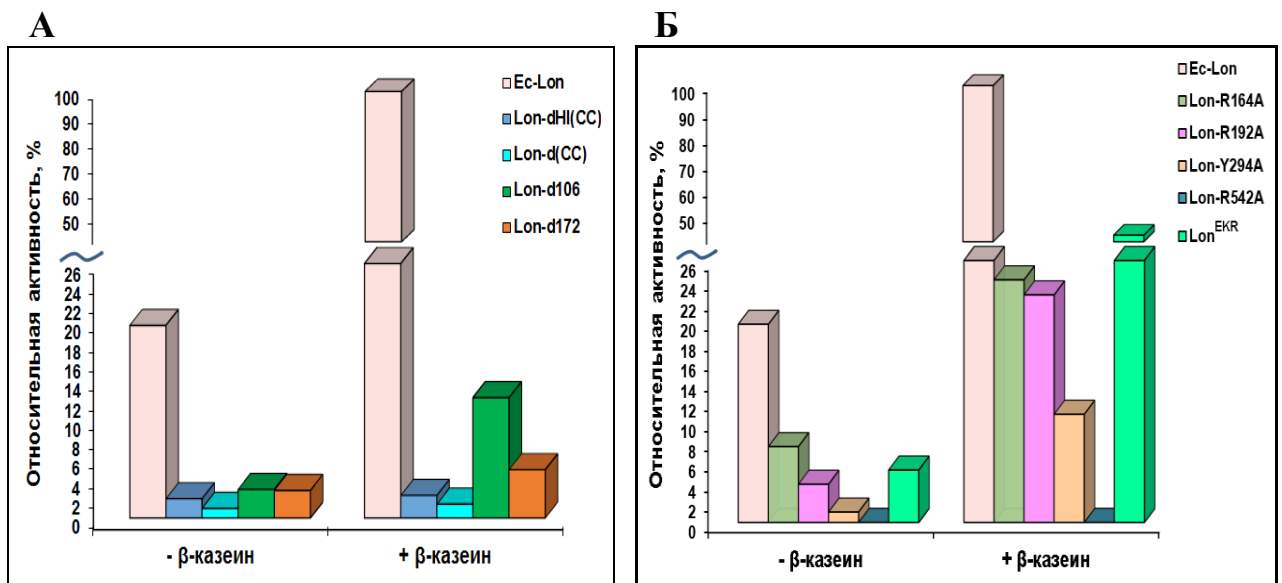 А
Относительная активность, %
100
90
80
70
60
50
26
24
22
20
18
16
14
12
10
8
6
4
2
0
- β-казеин
+ β-казеин
Ec-Lon
Lon-dHI(CC)
Lon-d(CC)
Lon-d106
Lon-d172
Б
Относительная активность, %
100
90
80
70
60
50
26
24
22
20
18
16
14
12
10
8
6
4
2
0
- β-казеин
+ β-казеин
Ec-Lon
Lon-R164A
Lon-R192A
Lon-Y294A
Lon-R542A
Lon^EKR